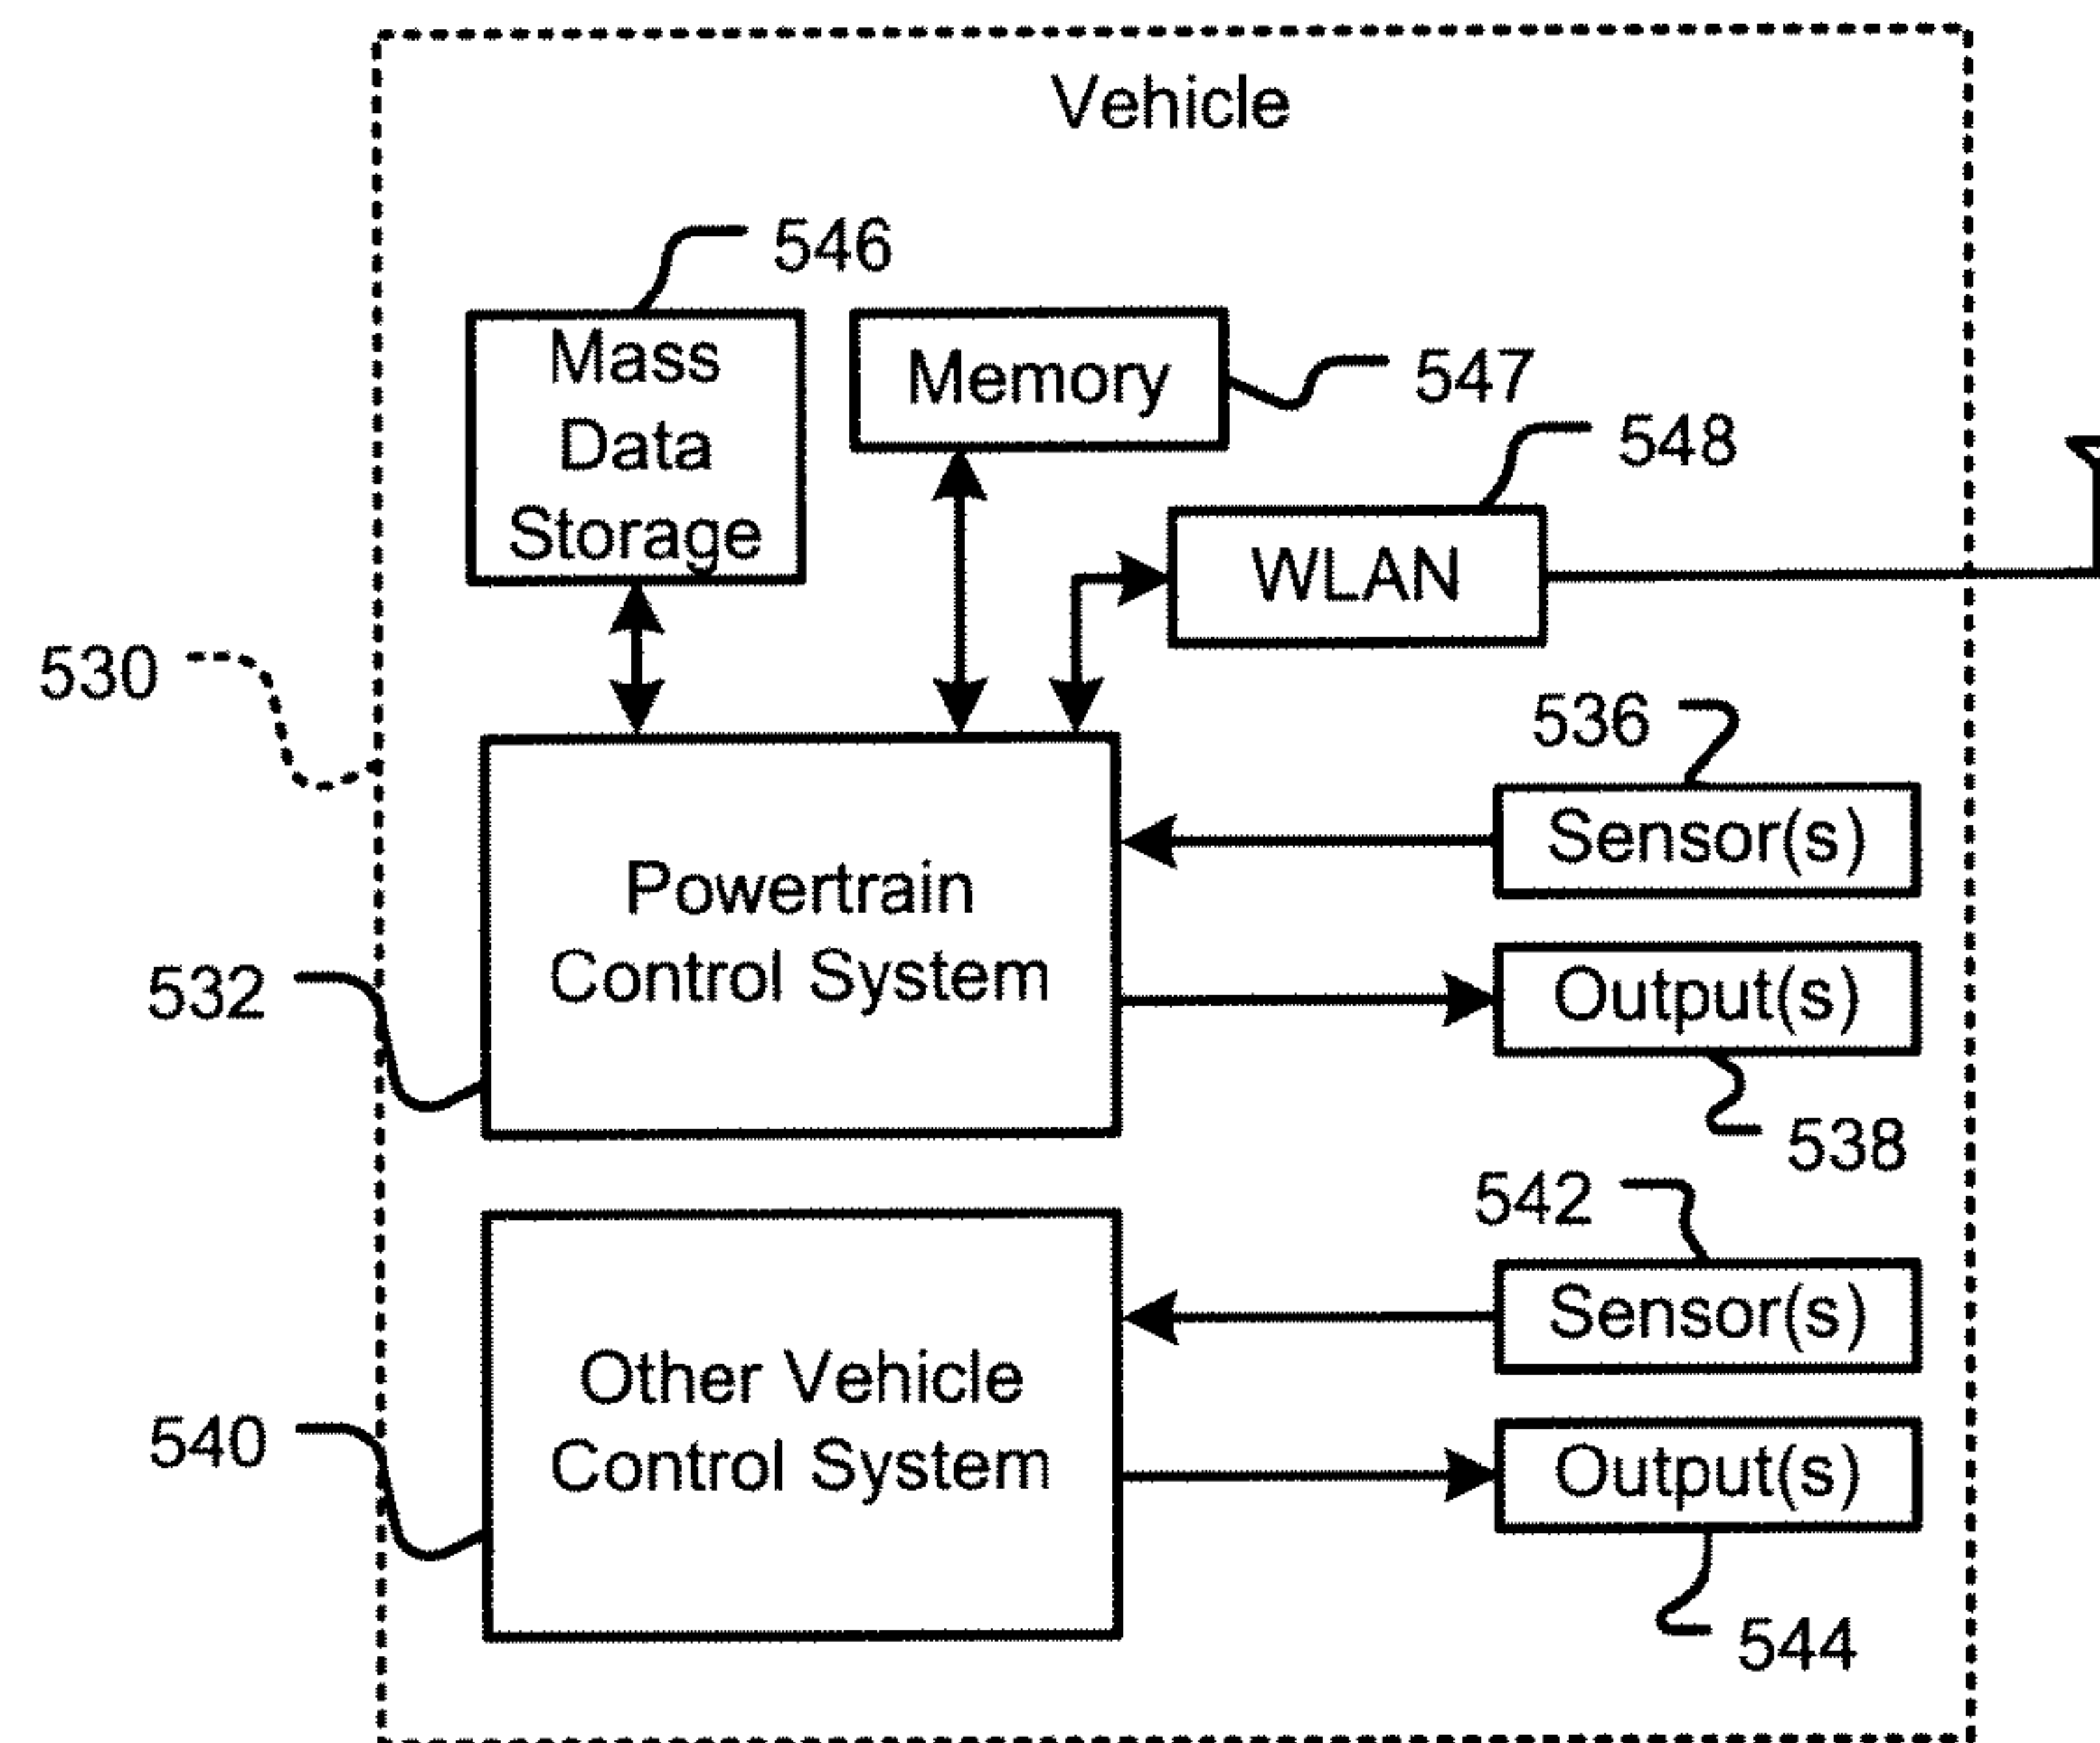 Vehicle
546
Mass
Data
Storage
Memory
547
548
WLAN
530
536
Sensor(s)
Powertrain
Control System
Output(s)
532
538
542
Sensor(s)
Other Vehicle
Control System
540
Output(s)
544